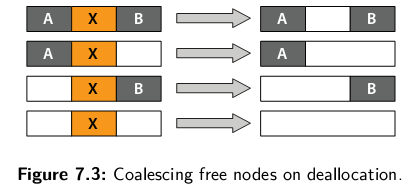 A X B A B
A X A
X B B
X
Figure 7.3: Coalescing free nodes on deallocation.